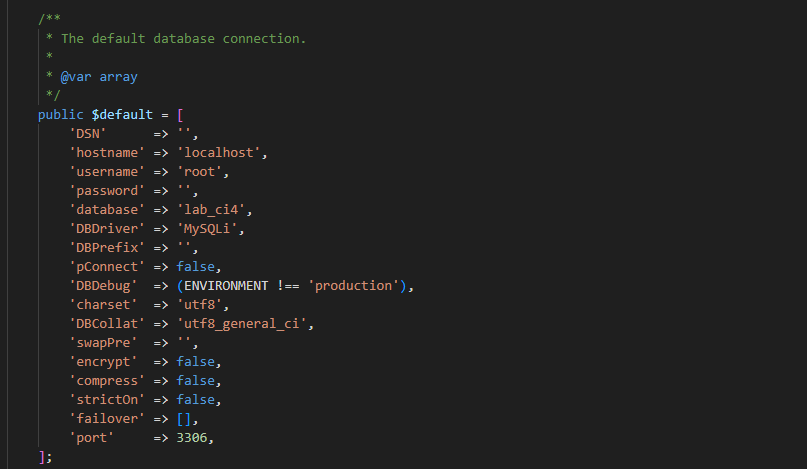 /**
 * The default database connection.
 *
 * @var array
 */
public $default = [
    'DSN'      => '',
    'hostname' => 'localhost',
    'username' => 'root',
    'password' => '',
    'database' => 'lab_ci4',
    'DBDriver' => 'MySQLi',
    'DBPrefix' => '',
    'pConnect' => false,
    'DBDebug'  => (ENVIRONMENT !== 'production'),
    'charset'  => 'utf8',
    'DBCollat' => 'utf8_general_ci',
    'swapPre'  => '',
    'encrypt'  => false,
    'compress' => false,
    'strictOn' => false,
    'failover' => [],
    'port'     => 3306,
];